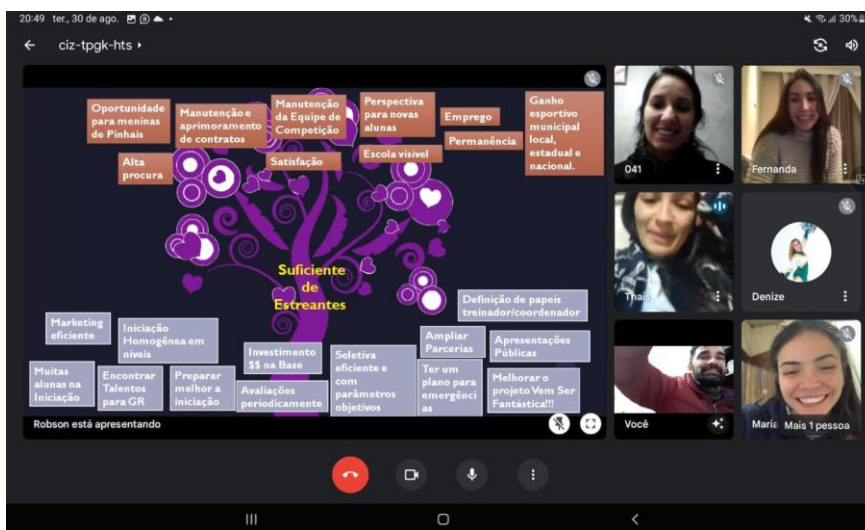 20:49 ter., 30 de ago.
30%
ciz-tpgk-hts
Oportunidade
para meninas
de Pinhais
Manutenção e
aprimoramento
de contratos
Manutenção
da Equipe de
Competição
Perspectiva
para novas
alunas
Emprego
Ganho
esportivo
municipal
local,
estadual e
nacional.
Alta
procura
Satisfação
Escola visível
Permanência
Suficiente
de
Estreantes
Marketing
eficiente
Iniciação
Homogênea em
níveis
Definição de papeis
treinador/coordenador
Muitas
alunas na
Iniciação
Encontrar
Talentos
para GR
Preparar
melhor a
iniciação
Investimento
$$ na Base
Avaliações
periodicamente
Seletiva
eficiente e
com
parâmetros
objetivos
Ampliar
Parcerias
Ter um
plano para
emergênci
as
Apresentações
Públicas
Melhorar o
projeto Vem Ser
Fantástica!!!
Robson está apresentando
041
Fernanda
Thais
Denize
Você
Maria
Mais 1 pessoa